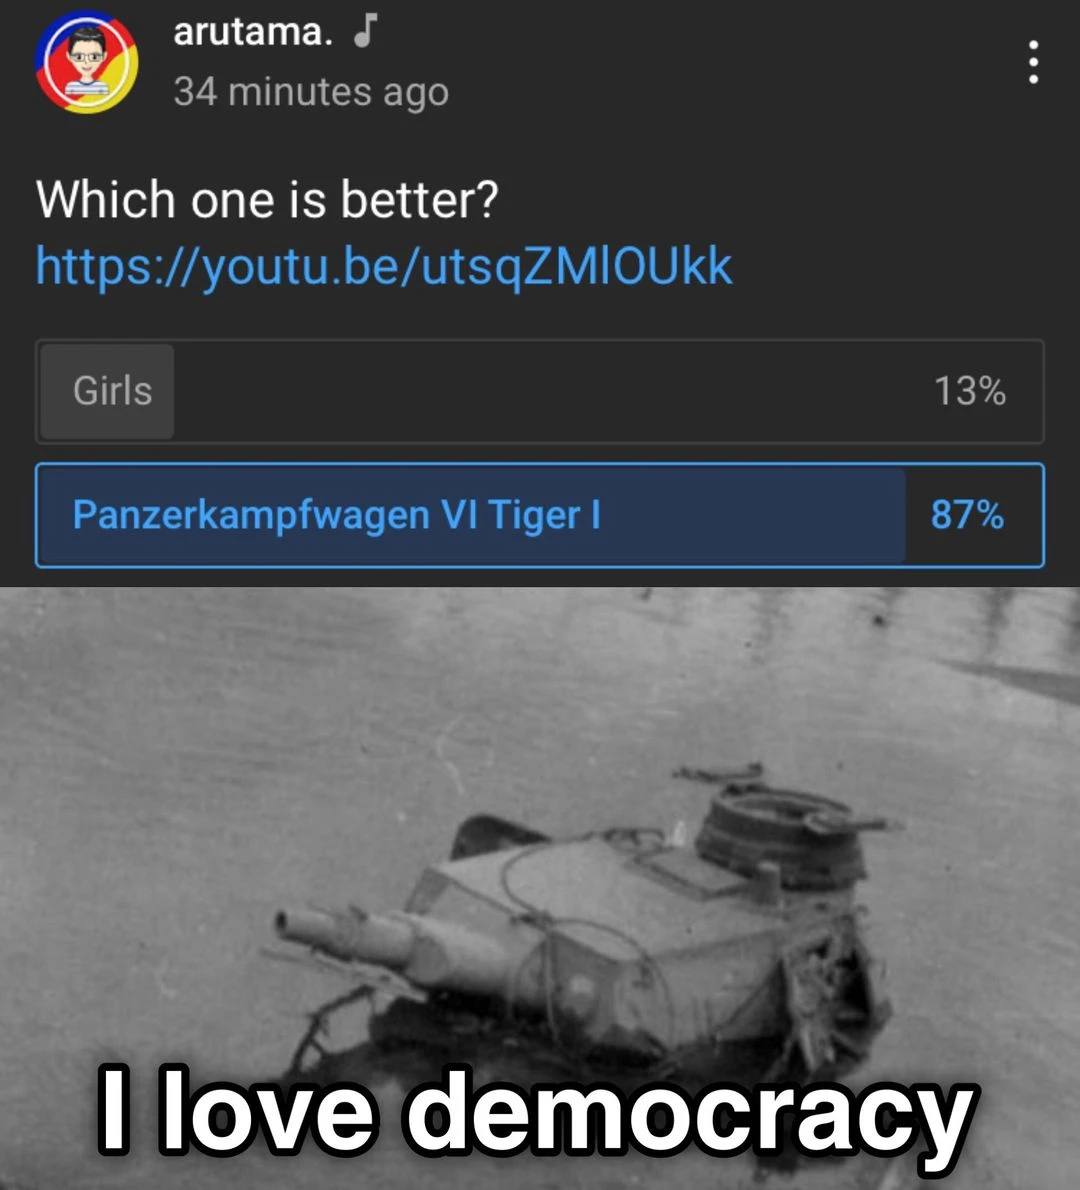 arutama. 🎵
34 minutes ago
Which one is better?
https://youtu.be/utsqZMlOUkk
Girls 13%
Panzerkampfwagen VI Tiger I 87%
I love democracy